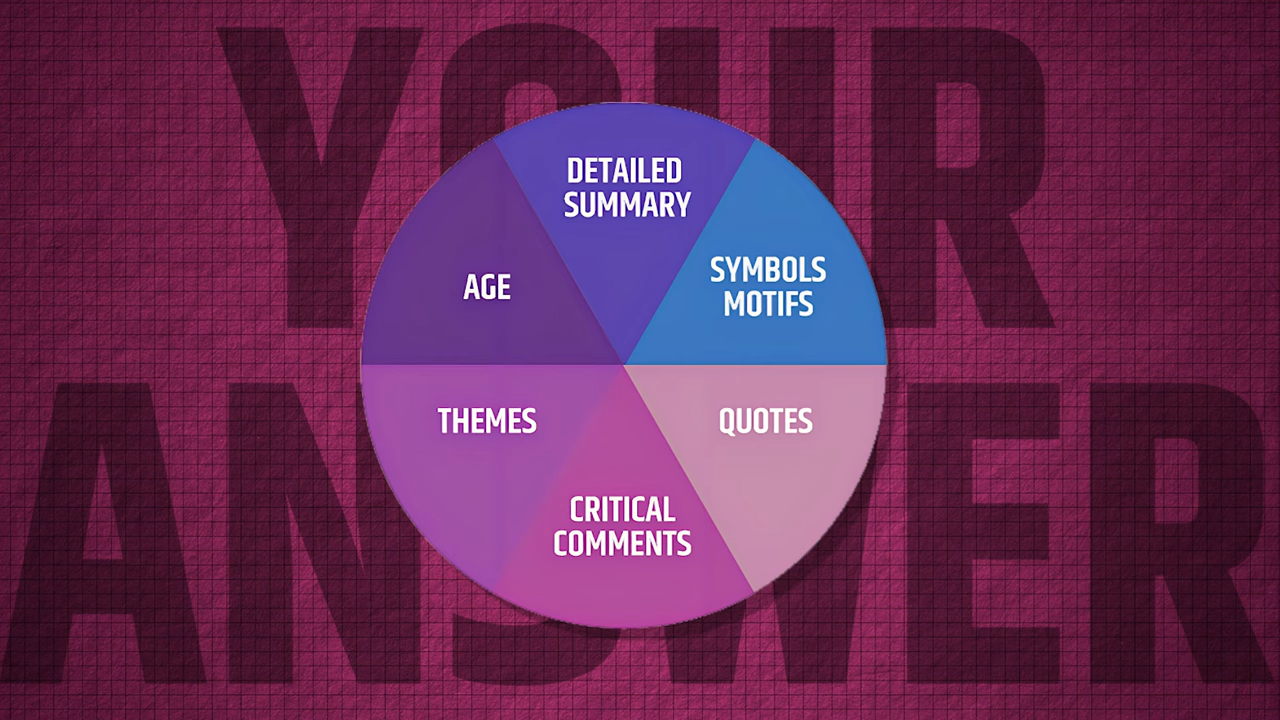 YOUR
ANSWER
DETAILED
SUMMARY
SYMBOLS
MOTIFS
AGE
THEMES
QUOTES
CRITICAL
COMMENTS